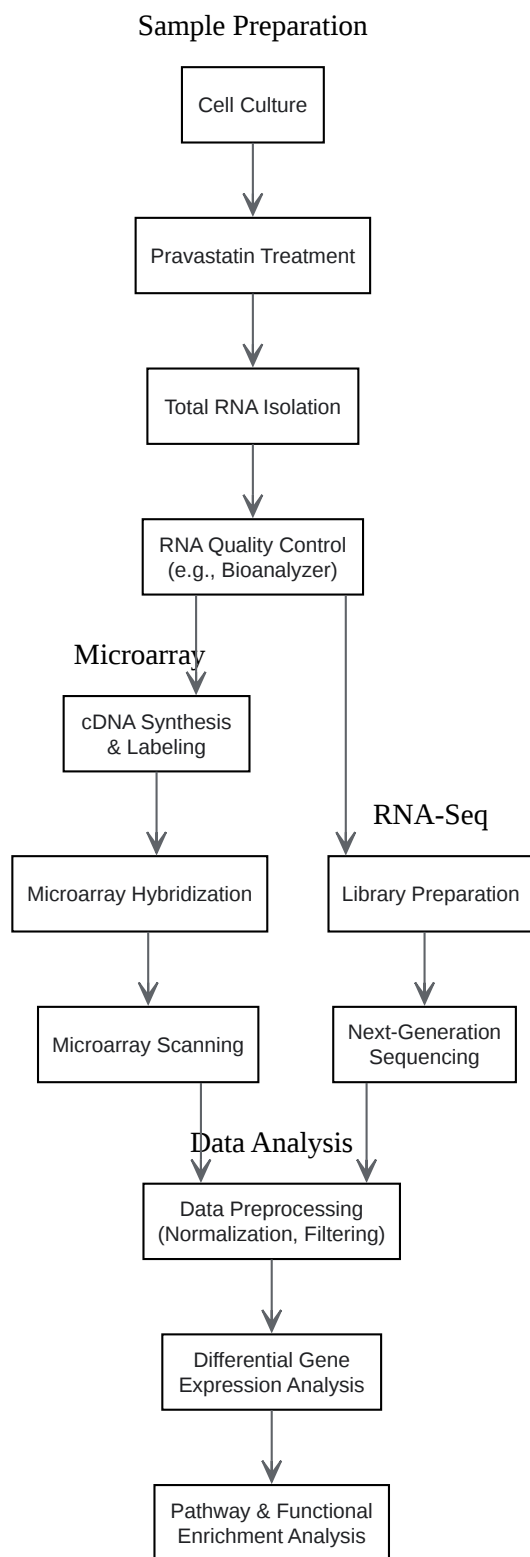 Sample Preparation
Cell Culture
Pravastatin Treatment
Total RNA Isolation
RNA Quality Control
(e.g., Bioanalyzer)
Microarray
cDNA Synthesis
& Labeling
RNA-Seq
Microarray Hybridization
Library Preparation
Microarray Scanning
Next-Generation
Sequencing
Data Analysis
Data Preprocessing
(Normalization, Filtering)
Differential Gene
Expression Analysis
Pathway & Functional
Enrichment Analysis